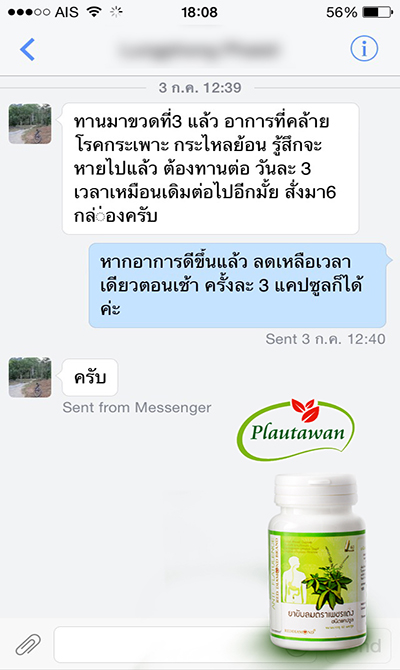 AIS 18:08 56%
3 ก.ค. 12:39
ทานมาขวดที่3 แล้ว อาการที่คล้าย
โรคกระเพาะ กระไหลย้อน รู้สึกจะ
หายไปแล้ว ต้องทานต่อ วันละ 3
เวลาเหมือนเดิมต่อไปอีกมั้ย สั่งมา6
กล่่องครับ
หากอาการดีขึ้นแล้ว ลดเหลือเวลา
เดียวตอนเช้า ครั้งละ 3 แคปซูลก็ได้
ค่ะ
Sent 3 ก.ค. 12:40
ครับ
Sent from Messenger
Plautawan
ยาขับลมตราเพชรแดง